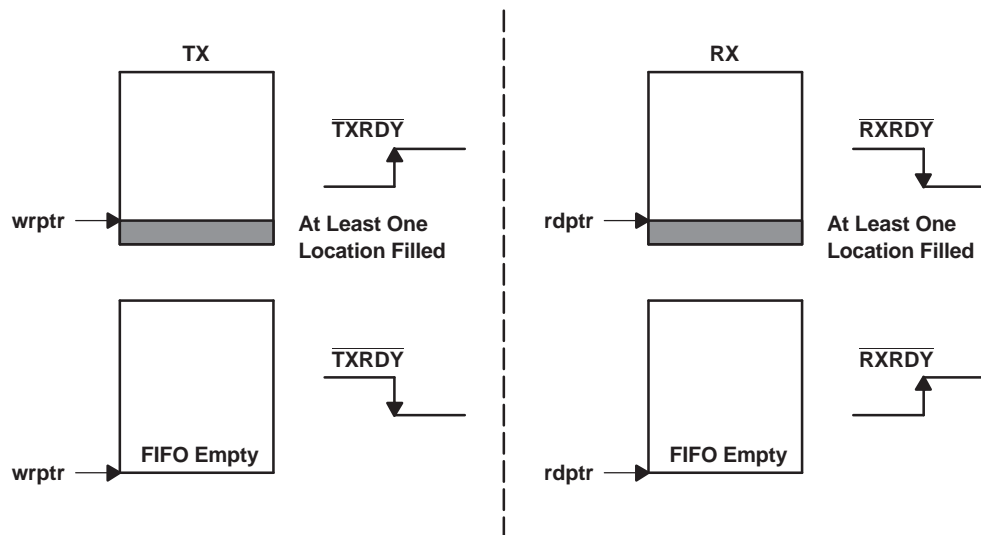 TX
TXRDY
wrptr
At Least One
Location Filled
TXRDY
FIFO Empty
wrptr
RX
RXRDY
rdptr
At Least One
Location Filled
RXRDY
FIFO Empty
rdptr